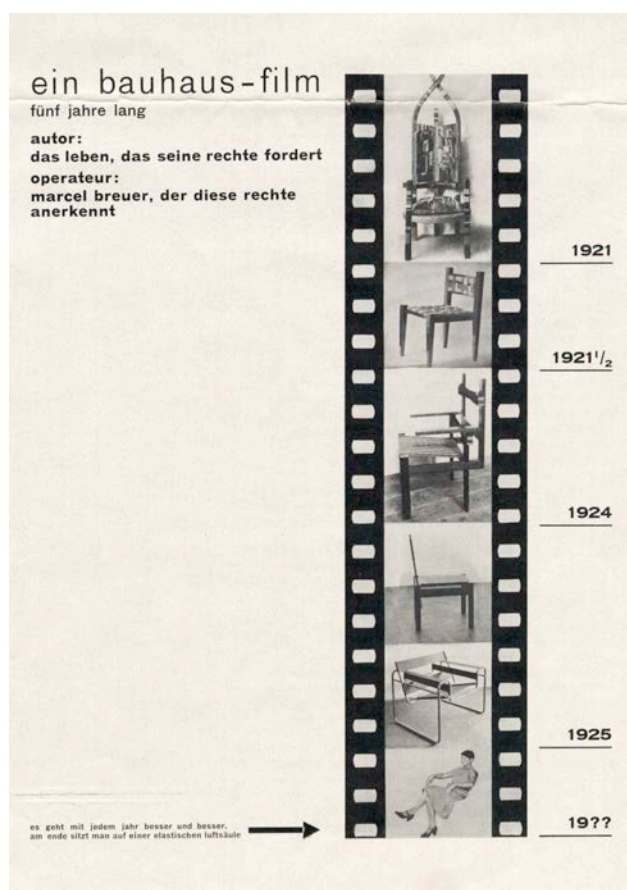 ein bauhaus-film
fünf jahre lang
autor:
das leben, das seine rechte fordert
operateur:
marcel breuer, der diese rechte
anerkennt
1921
1921¹/₂
1924
1925
19??
es geht mit jedem jahr besser und besser.
am ende sitzt man auf einer elastischen luftsäule